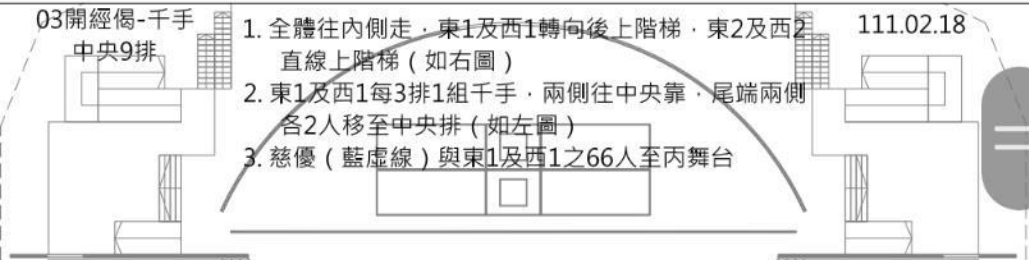 03開經偈-千手
中央9排
1. 全體往內側走，東1及西1轉向後上階梯，東2及西2
直線上階梯（如右圖）
2. 東1及西1每3排1組千手，兩側往中央靠，尾端兩側
各2人移至中央排（如左圖）
3. 慈優（藍虛線）與東1及西1之66人至丙舞台
111.02.18